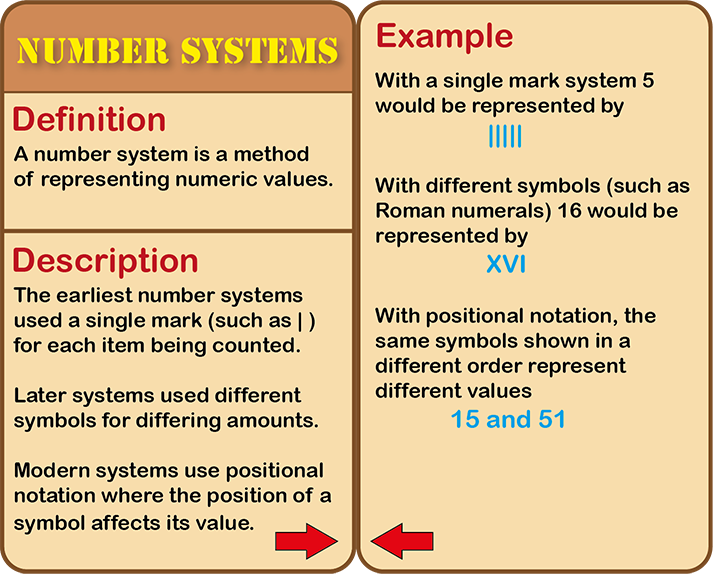 NUMBER SYSTEMS
Definition
A number system is a method
of representing numeric values.
Description
The earliest number systems
used a single mark (such as | )
for each item being counted.
Later systems used different
symbols for differing amounts.
Modern systems use positional
notation where the position of a
symbol affects its value.
Example
With a single mark system 5
would be represented by
|||||
With different symbols (such as
Roman numerals) 16 would be
represented by
XVI
With positional notation, the
same symbols shown in a
different order represent
different values
15 and 51